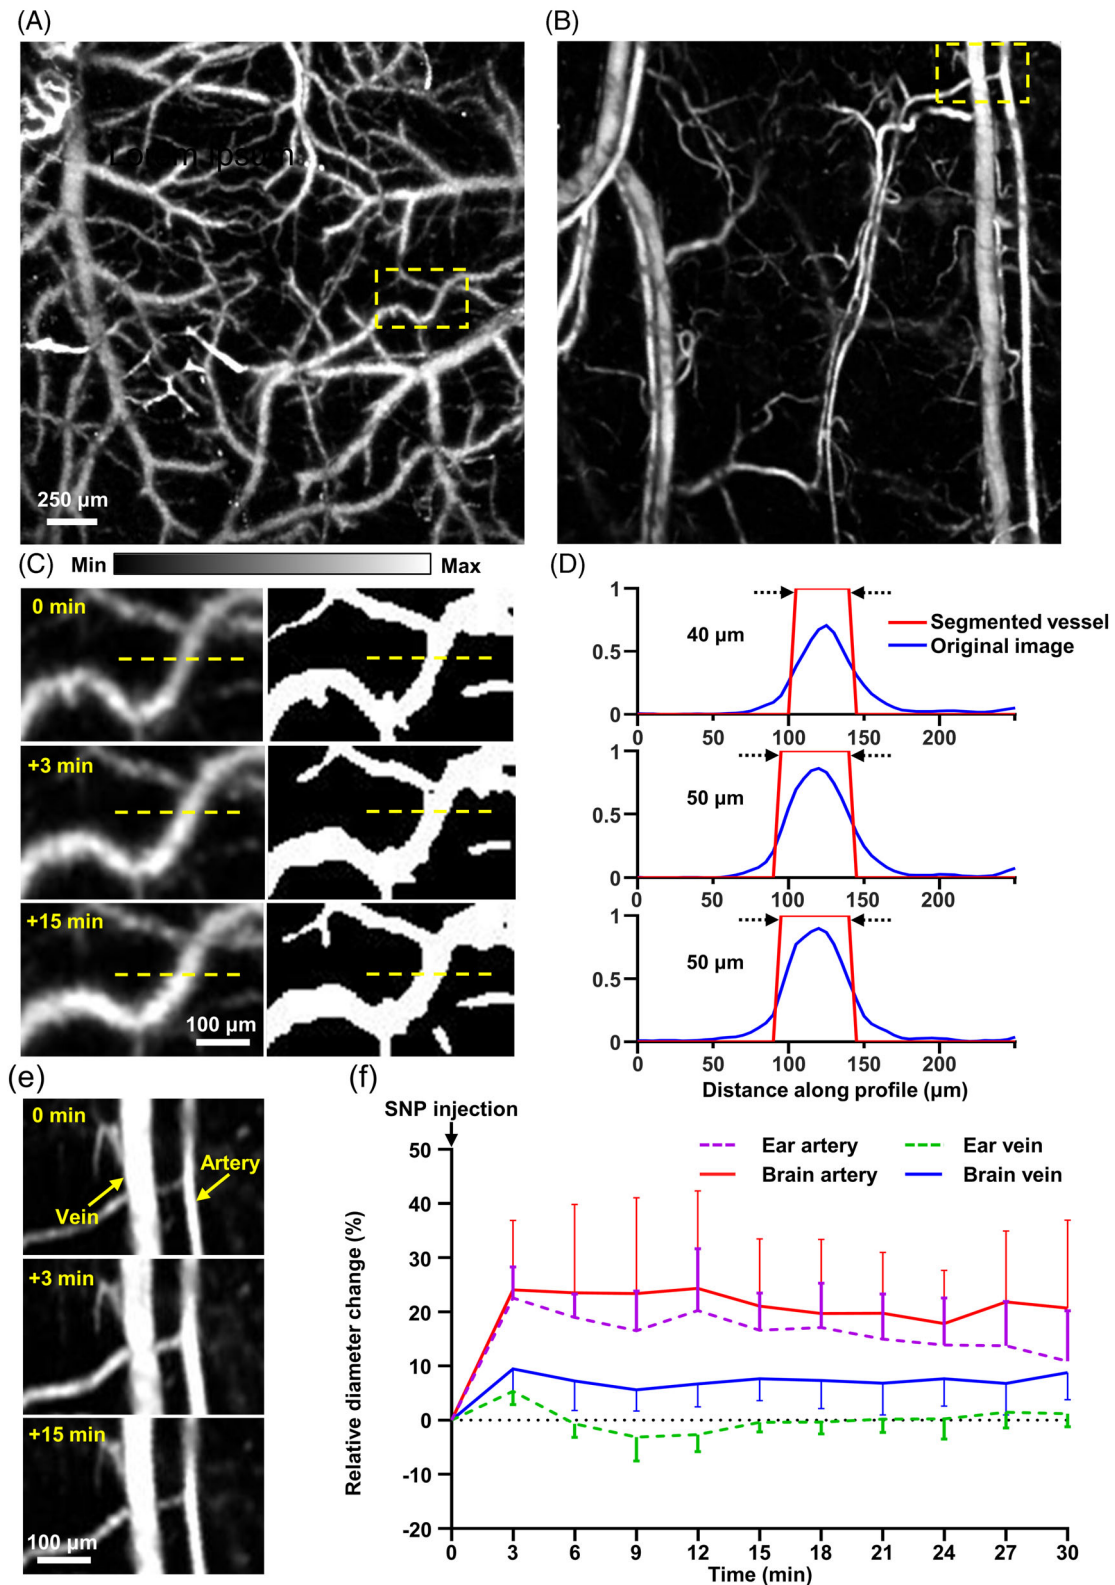 (A)
(B)
Lorem ipsum
250 µm
(C)
Min
Max
0 min
+3 min
+15 min
100 µm
(D)
1
0.5
0
0
50
100
150
200
40 µm
Segmented vessel
Original image
1
0.5
0
0
50
100
150
200
50 µm
1
0.5
0
0
50
100
150
200
50 µm
Distance along profile (µm)
(e)
0 min
Artery
Vein
+3 min
+15 min
100 µm
(f)
SNP injection
Ear artery
Ear vein
Brain artery
Brain vein
Relative diameter change (%)
50
40
30
20
10
0
-10
-20
0
3
6
9
12
15
18
21
24
27
30
Time (min)